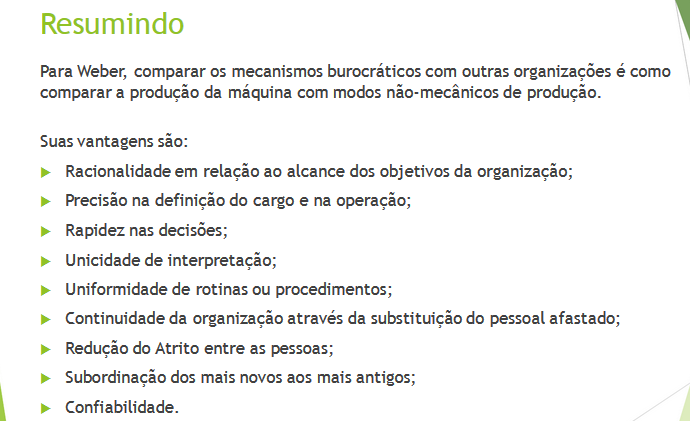 Resumindo
Para Weber, comparar os mecanismos burocráticos com outras organizações é como
comparar a produção da máquina com modos não-mecânicos de produção.
Suas vantagens são:
Racionalidade em relação ao alcance dos objetivos da organização;
Precisão na definição do cargo e na operação;
Rapidez nas decisões;
Unicidade de interpretação;
Uniformidade de rotinas ou procedimentos;
Continuidade da organização através da substituição do pessoal afastado;
Redução do Atrito entre as pessoas;
Subordinação dos mais novos aos mais antigos;
Confiabilidade.